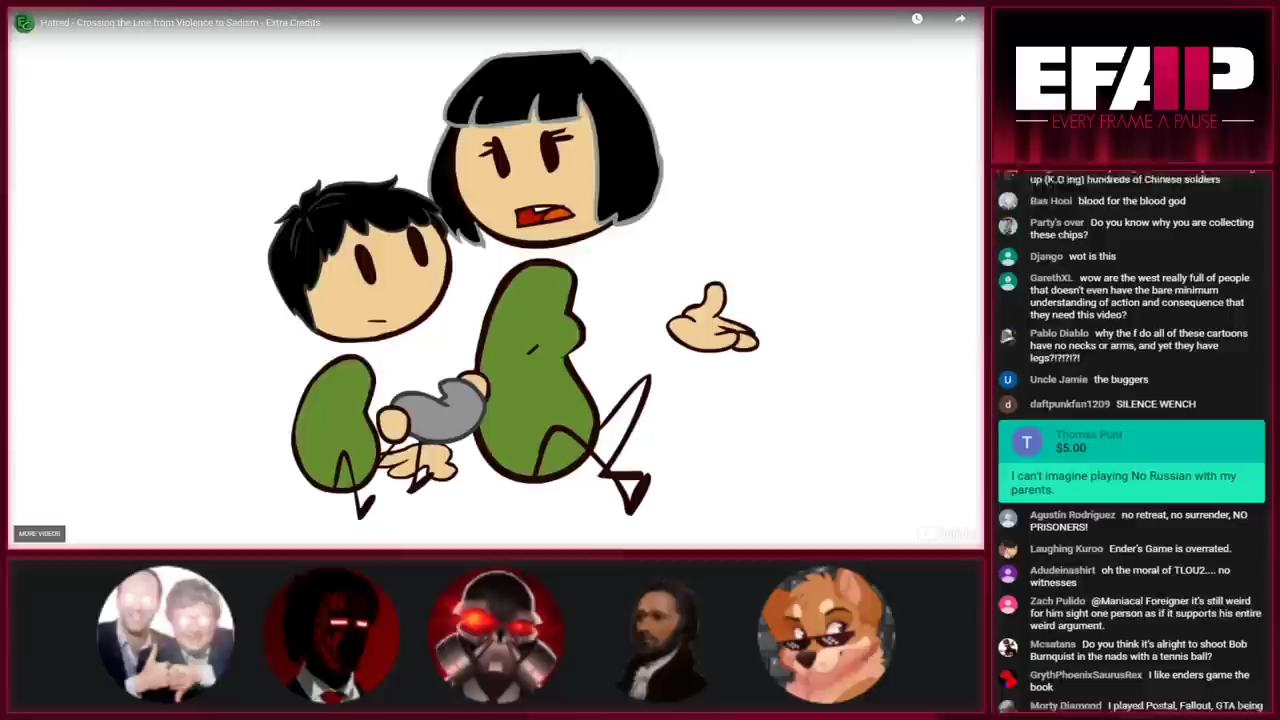 Hatred - Crossing the Line from Violence to Sadism - Extra Credits
MORE VIDEOS
EFAP
EVERY FRAME A PAUSE
up (K.O ing) hundreds of Chinese soldiers
Bas Hooi blood for the blood god
Party's over Do you know why you are collecting
these chips?
Django wot is this
GarethXL wow are the west really full of people
that doesn't even have the bare minimum
understanding of action and consequence that
they need this video?
Pablo Diablo why the f do all of these cartoons
have no necks or arms, and yet they have
legs?!?!?!?!
U
Uncle Jamie the buggers
d
daftpunkfan1209 SILENCE WENCH
T
Thomas Punt
$5.00
I can't imagine playing No Russian with my
parents.
Agustín Rodríguez no retreat, no surrender, NO
PRISONERS!
Laughing Kuroo Ender's Game is overrated.
Adudeinashirt oh the moral of TLOU2.... no
witnesses
Zach Pulido @Maniacal Foreigner it's still weird
for him sight one person as if it supports his entire
weird argument.
Mcsatans Do you think it's alright to shoot Bob
Burnquist in the nads with a tennis ball?
GrythPhoenixSaurusRex I like enders game the
book
Morty Diamond I played Postal, Fallout, GTA being